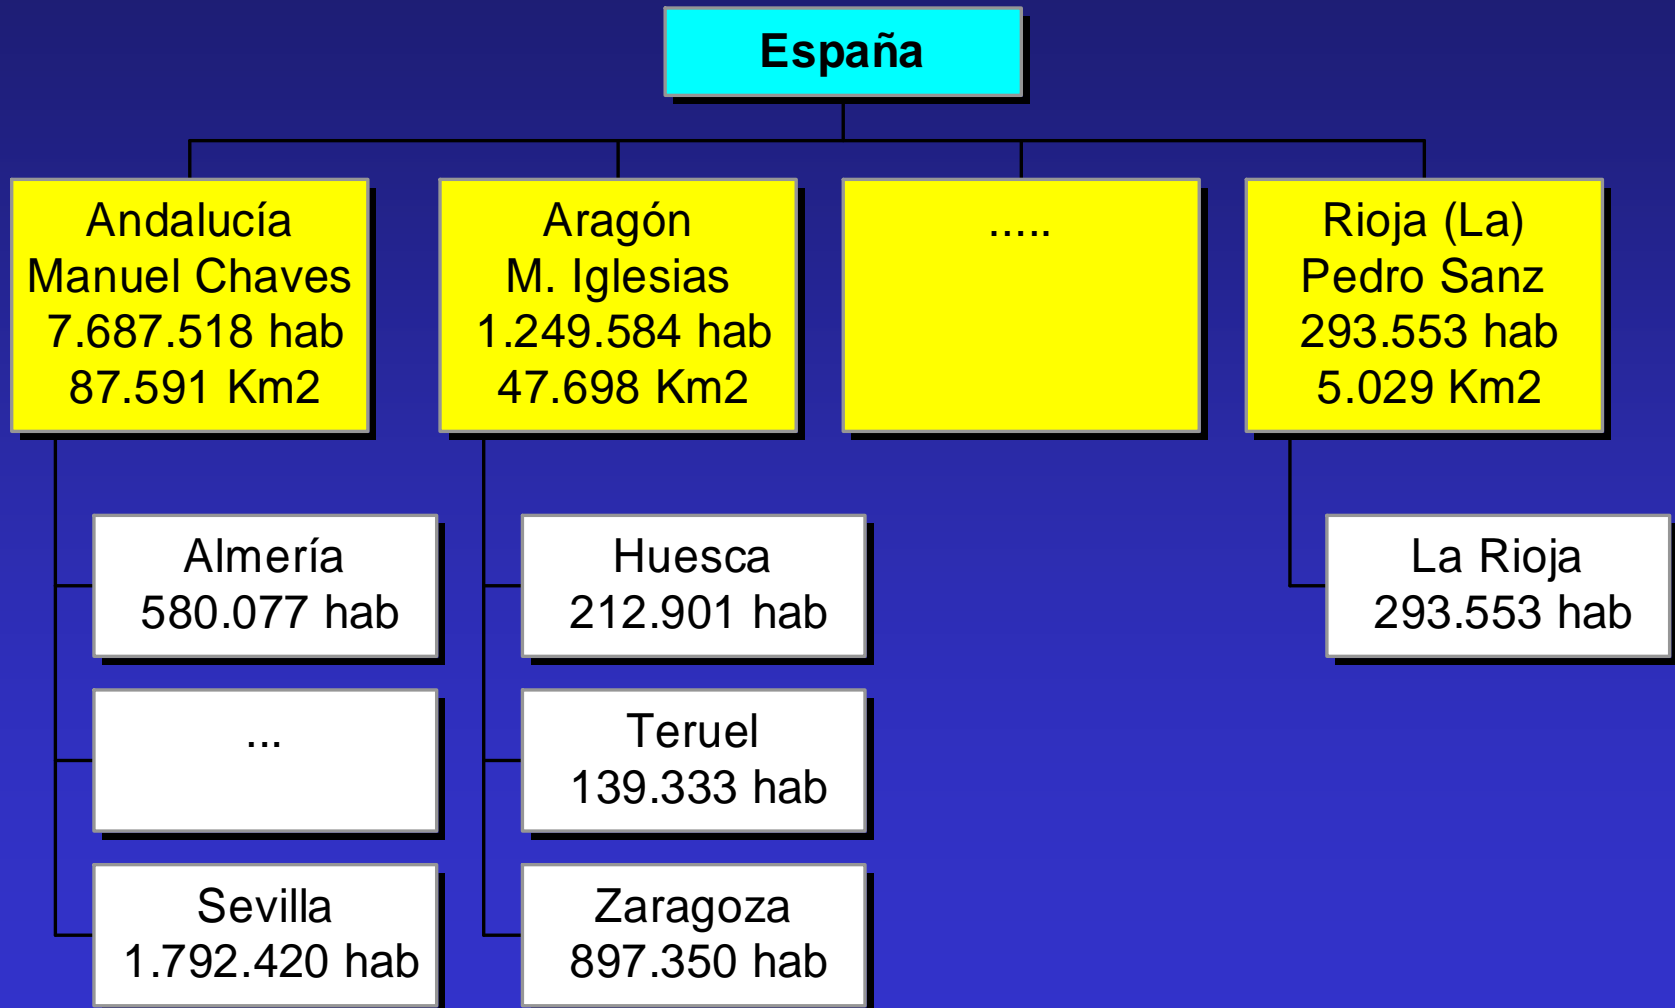 España
Andalucía
Manuel Chaves
7.687.518 hab
87.591 Km2
Aragón
M. Iglesias
1.249.584 hab
47.698 Km2
.....
Rioja (La)
Pedro Sanz
293.553 hab
5.029 Km2
Almería
580.077 hab
...
Sevilla
1.792.420 hab
Huesca
212.901 hab
Teruel
139.333 hab
Zaragoza
897.350 hab
La Rioja
293.553 hab